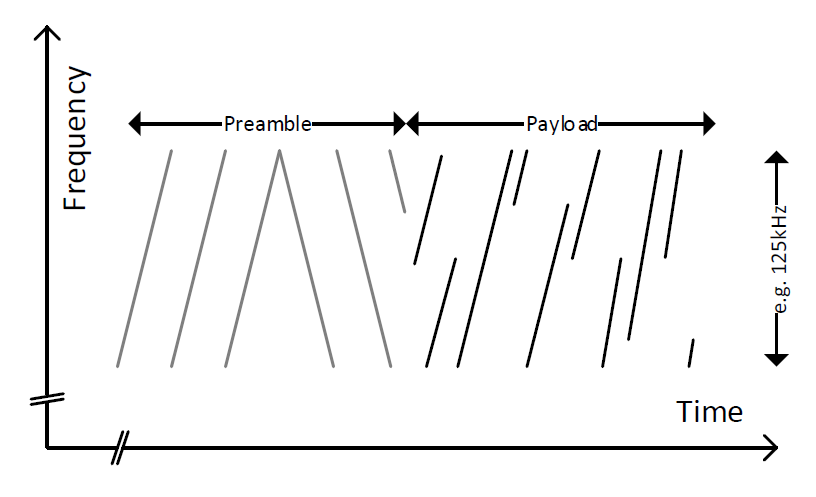 Frequency
Preamble
Payload
e.g. 125kHz
Time